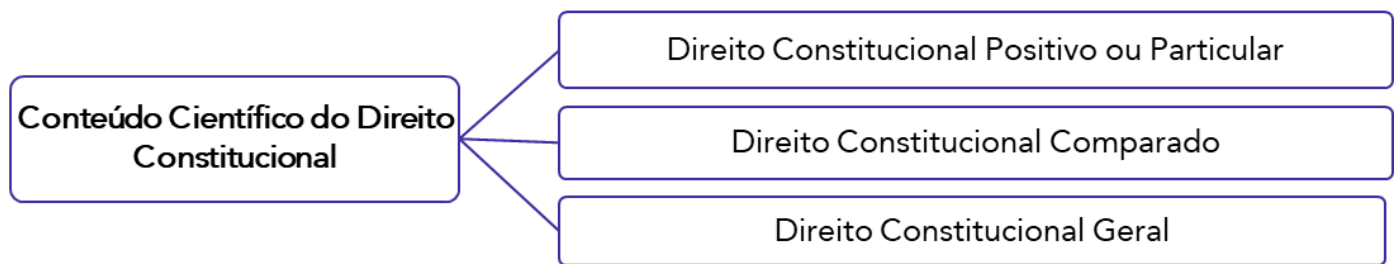 Conteúdo Científico do Direito
Constitucional
Direito Constitucional Positivo ou Particular
Direito Constitucional Comparado
Direito Constitucional Geral